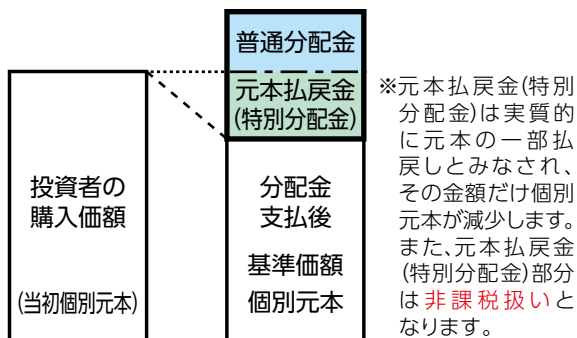 普通分配金
元本払戻金
(特別分配金)
投資者の
購入価額
(当初個別元本)
分配金
支払後
基準価額
個別元本
※元本払戻金(特別
分配金)は実質的
に元本の一部払
戻しとみなされ、
その金額だけ個別
元本が減少します。
また、元本払戻金
(特別分配金)部分
は非課税扱いと
なります。